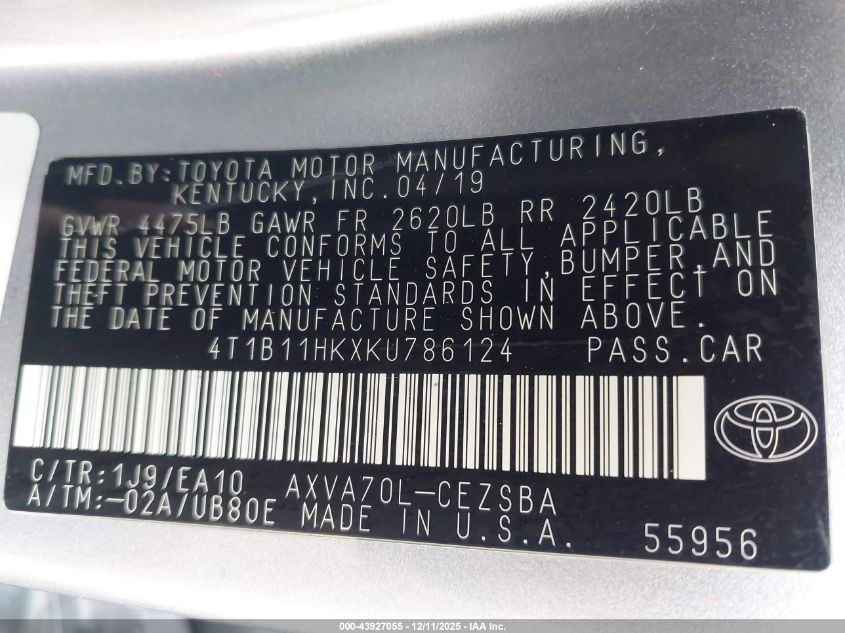 MFD.BY:TOYOTA MOTOR MANUFACTURING,
KENTUCKY,INC.04/19
GVWR 4475LB GAWR FR 2620LB RR 2420LB
THIS VEHICLE CONFORMS TO ALL APPLICABLE
FEDERAL MOTOR VEHICLE SAFETY,BUMPER,AND
THEFT PREVENTION STANDARDS IN EFFECT ON
THE DATE OF MANUFACTURE SHOWN ABOVE.
4T1B11HKXKU786124 PASS.CAR
C/TR:1J9/EA10 AXVA70L-CEZSBA
A/TM:-02A/UB80E MADE IN U.S.A. 55956
000-43927055 - 12/11/2025 - IAA Inc.